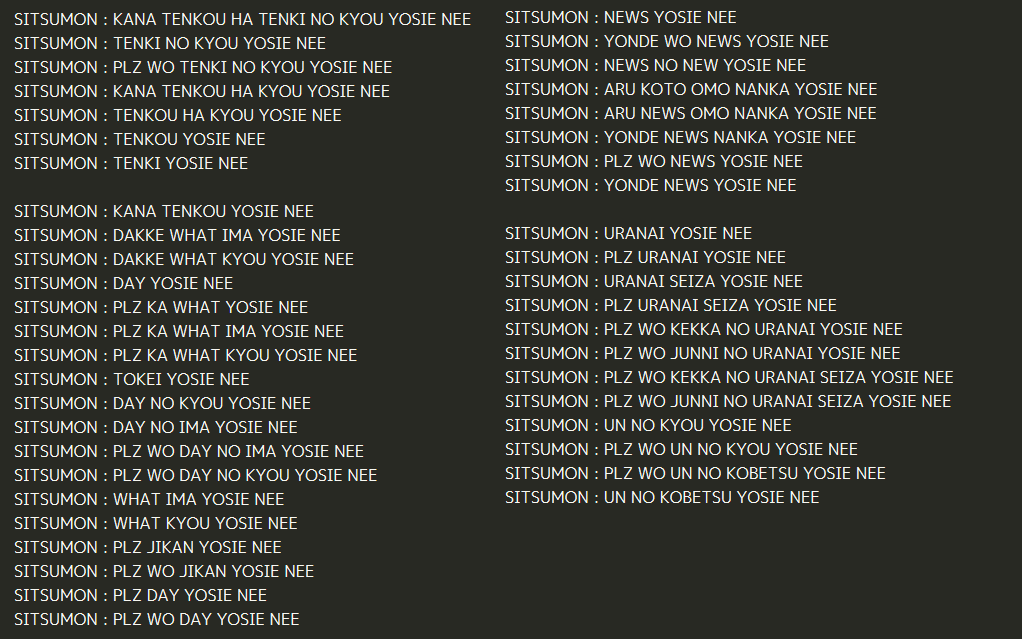 SITSUMON : KANA TENKOU HA TENKI NO KYOU YOSIE NEE
SITSUMON : TENKI NO KYOU YOSIE NEE
SITSUMON : PLZ WO TENKI NO KYOU YOSIE NEE
SITSUMON : KANA TENKOU HA KYOU YOSIE NEE
SITSUMON : TENKOU HA KYOU YOSIE NEE
SITSUMON : TENKOU YOSIE NEE
SITSUMON : TENKI YOSIE NEE
SITSUMON : KANA TENKOU YOSIE NEE
SITSUMON : DAKKE WHAT IMA YOSIE NEE
SITSUMON : DAKKE WHAT KYOU YOSIE NEE
SITSUMON : DAY YOSIE NEE
SITSUMON : PLZ KA WHAT YOSIE NEE
SITSUMON : PLZ KA WHAT IMA YOSIE NEE
SITSUMON : PLZ KA WHAT KYOU YOSIE NEE
SITSUMON : TOKEI YOSIE NEE
SITSUMON : DAY NO KYOU YOSIE NEE
SITSUMON : DAY NO IMA YOSIE NEE
SITSUMON : PLZ WO DAY NO IMA YOSIE NEE
SITSUMON : PLZ WO DAY NO KYOU YOSIE NEE
SITSUMON : WHAT IMA YOSIE NEE
SITSUMON : WHAT KYOU YOSIE NEE
SITSUMON : PLZ JIKAN YOSIE NEE
SITSUMON : PLZ WO JIKAN YOSIE NEE
SITSUMON : PLZ DAY YOSIE NEE
SITSUMON : PLZ WO DAY YOSIE NEE
SITSUMON : NEWS YOSIE NEE
SITSUMON : YONDE WO NEWS YOSIE NEE
SITSUMON : NEWS NO NEW YOSIE NEE
SITSUMON : ARU KOTO OMO NANKA YOSIE NEE
SITSUMON : ARU NEWS OMO NANKA YOSIE NEE
SITSUMON : YONDE NEWS NANKA YOSIE NEE
SITSUMON : PLZ WO NEWS YOSIE NEE
SITSUMON : YONDE NEWS YOSIE NEE
SITSUMON : URANAI YOSIE NEE
SITSUMON : PLZ URANAI YOSIE NEE
SITSUMON : URANAI SEIZA YOSIE NEE
SITSUMON : PLZ URANAI SEIZA YOSIE NEE
SITSUMON : PLZ WO KEKKA NO URANAI YOSIE NEE
SITSUMON : PLZ WO JUNNI NO URANAI YOSIE NEE
SITSUMON : PLZ WO KEKKA NO URANAI SEIZA YOSIE NEE
SITSUMON : PLZ WO JUNNI NO URANAI SEIZA YOSIE NEE
SITSUMON : UN NO KYOU YOSIE NEE
SITSUMON : PLZ WO UN NO KYOU YOSIE NEE
SITSUMON : PLZ WO UN NO KOBETSU YOSIE NEE
SITSUMON : UN NO KOBETSU YOSIE NEE